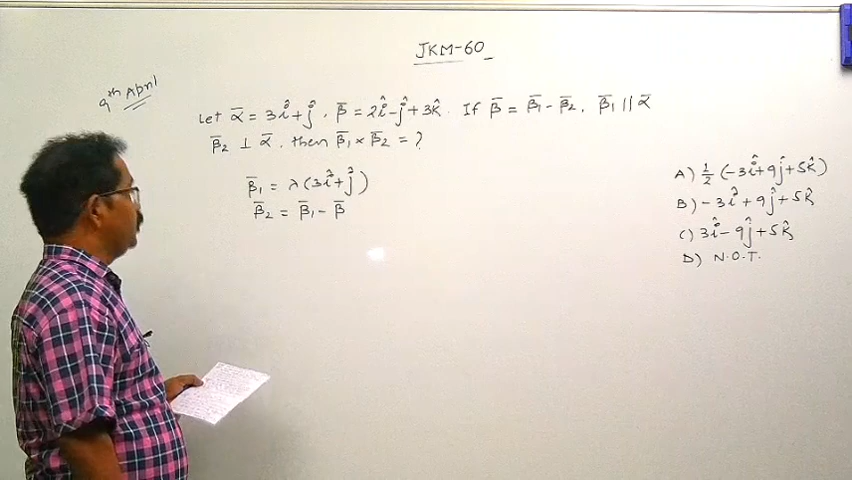 JKM-60
9th April
Let ᾱ = 3î+ĵ, β̄ = 2î-ĵ+3k̂. If β̄ = β̄₁ - β̄₂, β̄₁ || ᾱ
β̄₂ ⊥ ᾱ, then β̄₁ × β̄₂ = ?
β̄₁ = λ(3î+ĵ)
β̄₂ = β̄₁ - β̄
A) 1/2 (-3î+9ĵ+5k̂)
B) -3î+9ĵ+5k̂
C) 3î-9ĵ+5k̂
D) N.O.T.